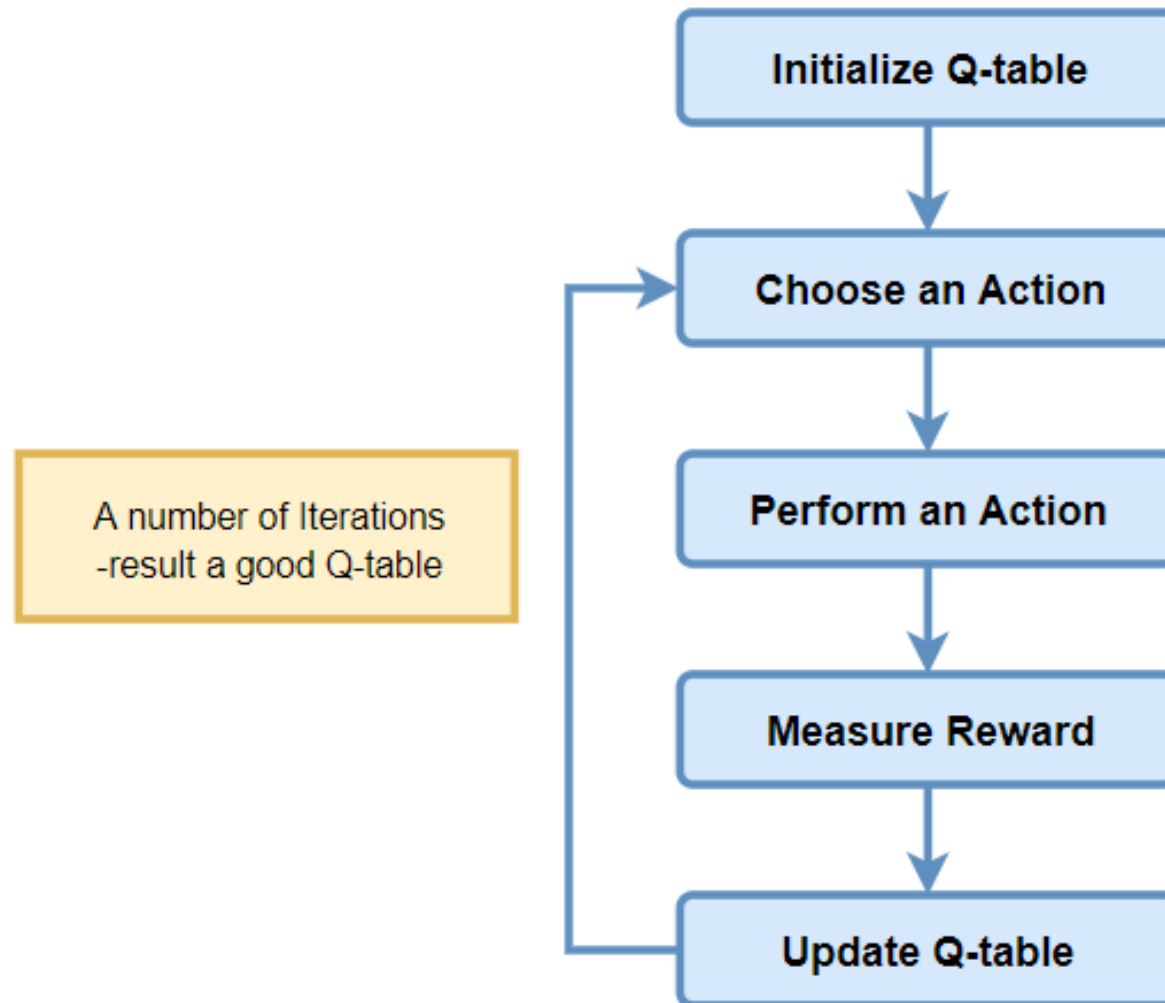 Initialize Q-table
Choose an Action
Perform an Action
A number of Iterations
-result a good Q-table
Measure Reward
Update Q-table